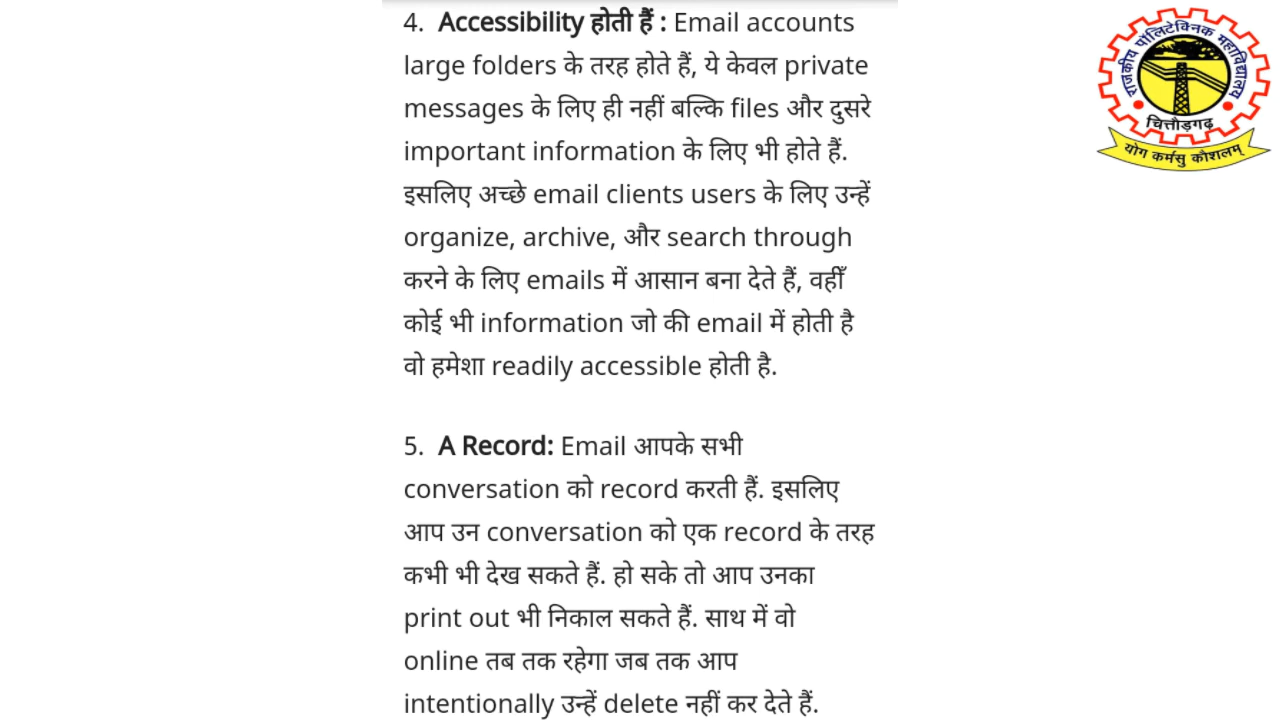 4. Accessibility होती हैं : Email accounts
large folders के तरह होते हैं, ये केवल private
messages के लिए ही नहीं बल्कि files और दुसरे
important information के लिए भी होते हैं.
इसलिए अच्छे email clients users के लिए उन्हें
organize, archive, और search through
करने के लिए emails में आसान बना देते हैं, वहीँ
कोई भी information जो की email में होती है
वो हमेशा readily accessible होती है.
5. A Record: Email आपके सभी
conversation को record करती हैं. इसलिए
आप उन conversation को एक record के तरह
कभी भी देख सकते हैं. हो सके तो आप उनका
print out भी निकाल सकते हैं. साथ में वो
online तब तक रहेगा जब तक आप
intentionally उन्हें delete नहीं कर देते हैं.
राजकीय पॉलिटेक्निक महाविद्यालय
चित्तौड़गढ़
योग कर्मसु कौशलम्